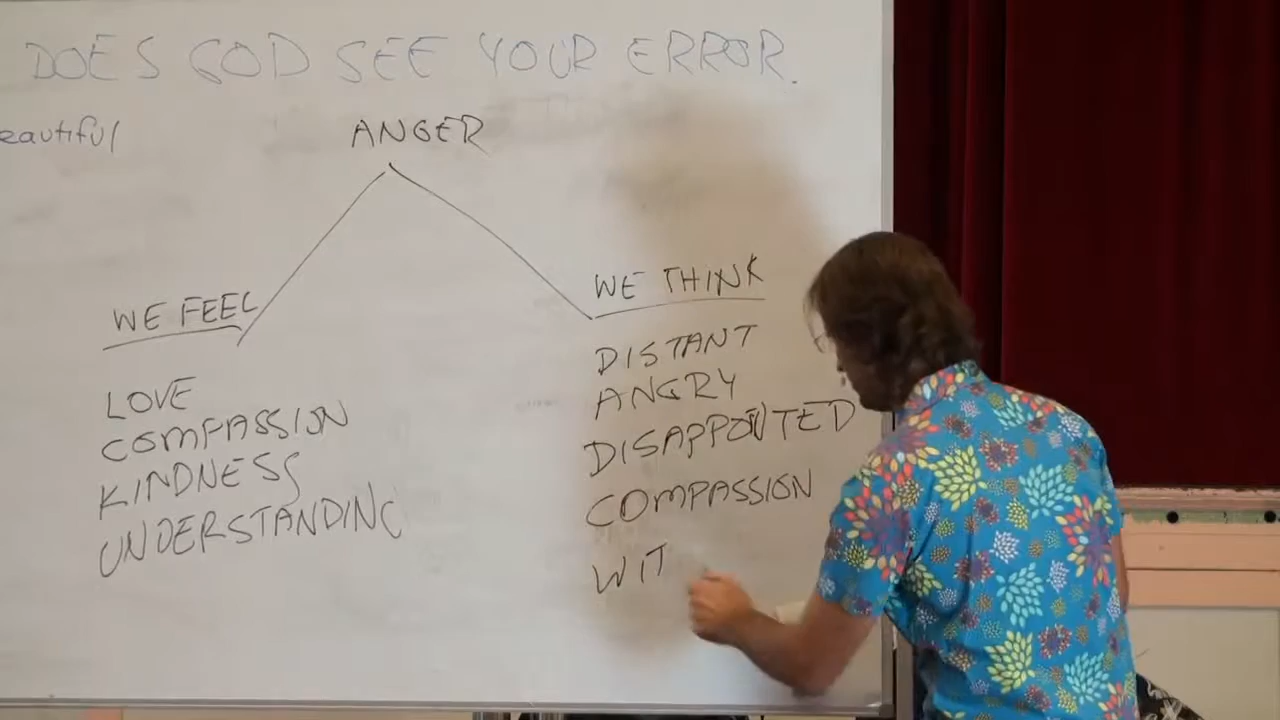 DOES GOD SEE YOUR ERROR.
eautiful
ANGER
WE FEEL
LOVE
COMPASSION
KINDNESS
UNDERSTANDING
WE THINK
DISTANT
ANGRY
DISAPPOINTED
COMPASSION
WIT